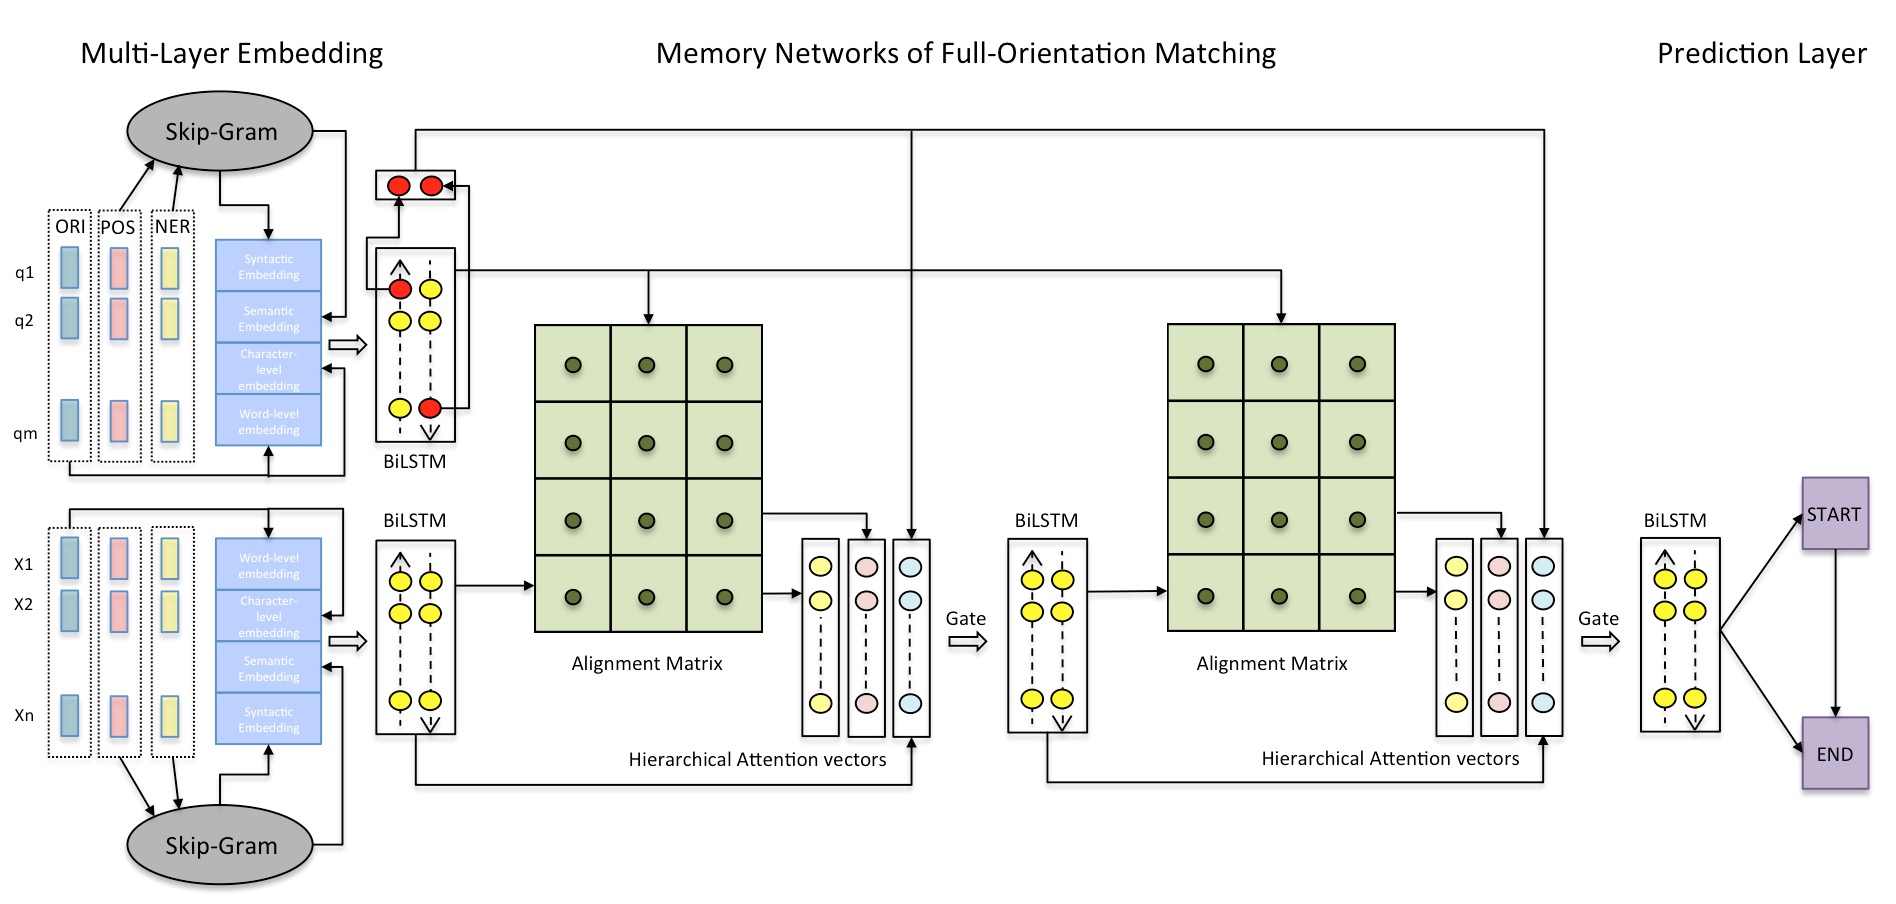 Multi-Layer Embedding
Memory Networks of Full-Orientation Matching
Prediction Layer
Skip-Gram
ORI
POS
NER
q1
q2
qm
Syntactic
Embedding
Semantic
Embedding
Character-
level
embedding
Word-level
embedding
BiLSTM
X1
X2
Xn
Word-level
embedding
Character-
level
embedding
Semantic
Embedding
Syntactic
Embedding
Skip-Gram
BiLSTM
Alignment Matrix
Hierarchical Attention vectors
Gate
BiLSTM
Alignment Matrix
Hierarchical Attention vectors
Gate
BiLSTM
START
END